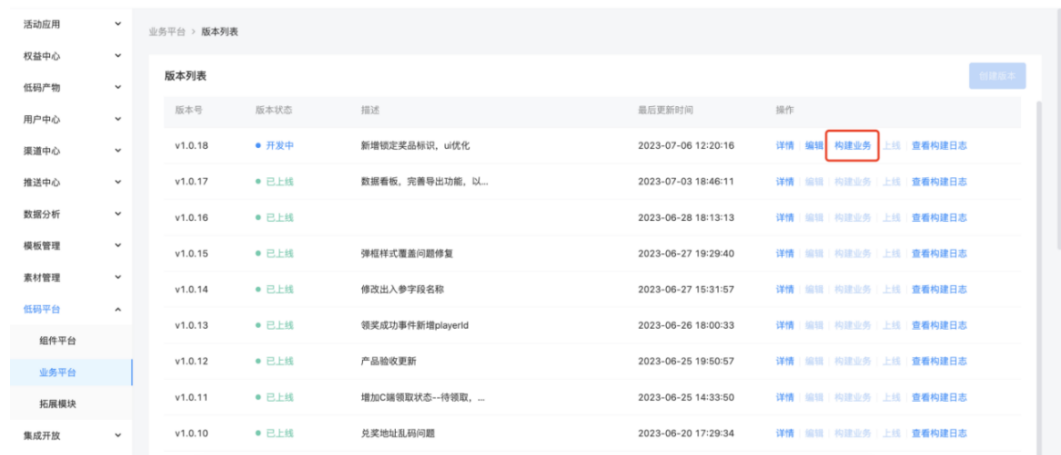 活动应用
权益中心
低码产物
用户中心
渠道中心
推送中心
数据分析
模板管理
素材管理
低码平台
组件平台
业务平台
拓展模块
集成开放
业务平台 > 版本列表
版本列表
创建版本
版本号 版本状态 描述 最后更新时间 操作
v1.0.18 开发中 新增锁定奖品标识，ui优化 2023-07-06 12:20:16 详情 编辑 构建业务 上线 查看构建日志
v1.0.17 已上线 数据看板，完善导出功能，以... 2023-07-03 18:46:11 详情 编辑 构建业务 上线 查看构建日志
v1.0.16 已上线 2023-06-28 18:13:13 详情 编辑 构建业务 上线 查看构建日志
v1.0.15 已上线 弹框样式覆盖问题修复 2023-06-27 19:29:40 详情 编辑 构建业务 上线 查看构建日志
v1.0.14 已上线 修改出入参字段名称 2023-06-27 15:31:57 详情 编辑 构建业务 上线 查看构建日志
v1.0.13 已上线 领奖成功事件新增playerId 2023-06-26 18:00:33 详情 编辑 构建业务 上线 查看构建日志
v1.0.12 已上线 产品验收更新 2023-06-25 19:50:57 详情 编辑 构建业务 上线 查看构建日志
v1.0.11 已上线 增加C端领取状态--待领取，... 2023-06-25 14:33:50 详情 编辑 构建业务 上线 查看构建日志
v1.0.10 已上线 兑奖地址乱码问题 2023-06-20 17:29:34 详情 编辑 构建业务 上线 查看构建日志